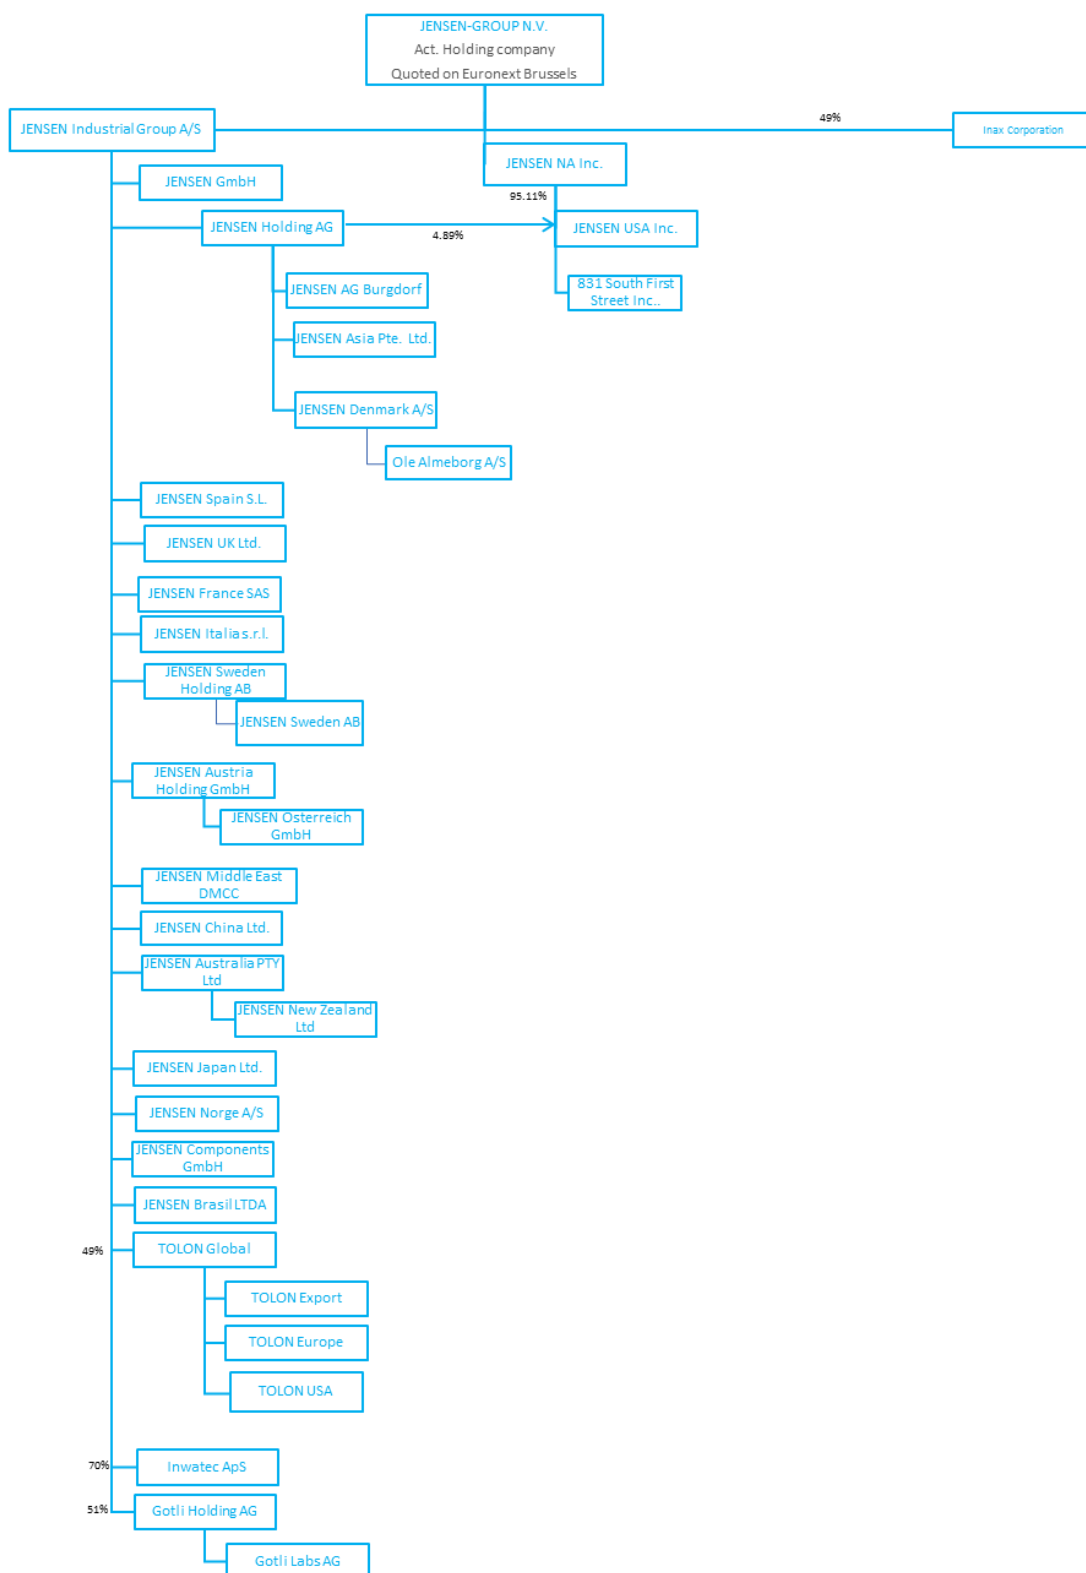 JENSEN-GROUP N.V.
Act. Holding company
Quoted on Euronext Brussels
JENSEN Industrial Group A/S
49%
Inax Corporation
JENSEN NA Inc.
JENSEN GmbH
95.11%
JENSEN Holding AG
4.89%
JENSEN USA Inc.
JENSEN AG Burgdorf
831 South First
Street Inc..
JENSEN Asia Pte. Ltd.
JENSEN Denmark A/S
Ole Almeborg A/S
JENSEN Spain S.L.
JENSEN UK Ltd.
JENSEN France SAS
JENSEN Italia s.r.l.
JENSEN Sweden
Holding AB
JENSEN Sweden AB
JENSEN Austria
Holding GmbH
JENSEN Osterreich
GmbH
JENSEN Middle East
DMCC
JENSEN China Ltd.
JENSEN Australia PTY
Ltd
JENSEN New Zealand
Ltd
JENSEN Japan Ltd.
JENSEN Norge A/S
JENSEN Components
GmbH
JENSEN Brasil LTDA
49%
TOLON Global
TOLON Export
TOLON Europe
TOLON USA
70%
Inwatec ApS
51%
Gotli Holding AG
Gotli Labs AG